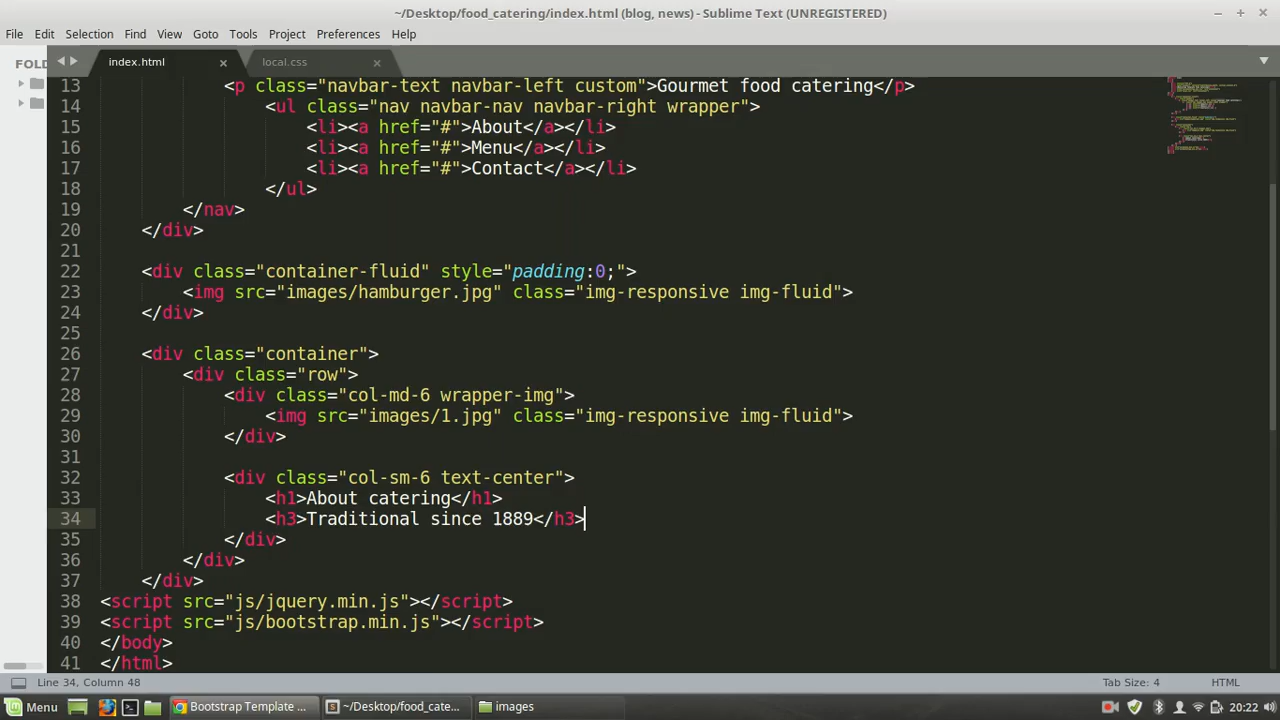 ~/Desktop/food_catering/index.html (blog, news) - Sublime Text (UNREGISTERED)
File Edit Selection Find View Goto Tools Project Preferences Help
FOLD
index.html
local.css
13 <p class="navbar-text navbar-left custom">Gourmet food catering</p>
14 <ul class="nav navbar-nav navbar-right wrapper">
15 <li><a href="#">About</a></li>
16 <li><a href="#">Menu</a></li>
17 <li><a href="#">Contact</a></li>
18 </ul>
19 </nav>
20 </div>
21
22 <div class="container-fluid" style="padding:0;">
23 <img src="images/hamburger.jpg" class="img-responsive img-fluid">
24 </div>
25
26 <div class="container">
27 <div class="row">
28 <div class="col-md-6 wrapper-img">
29 <img src="images/1.jpg" class="img-responsive img-fluid">
30 </div>
31
32 <div class="col-sm-6 text-center">
33 <h1>About catering</h1>
34 <h3>Traditional since 1889</h3>
35 </div>
36 </div>
37 </div>
38 <script src="js/jquery.min.js"></script>
39 <script src="js/bootstrap.min.js"></script>
40 </body>
41 </html>
Line 34, Column 48
Tab Size: 4
HTML
Menu
Bootstrap Template ...
~/Desktop/food_cate...
images
20:22